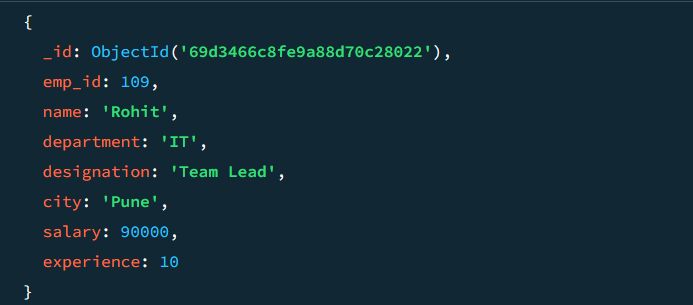 {
_id: ObjectId('69d3466c8fe9a88d70c28022'),
emp_id: 109,
name: 'Rohit',
department: 'IT',
designation: 'Team Lead',
city: 'Pune',
salary: 90000,
experience: 10
}